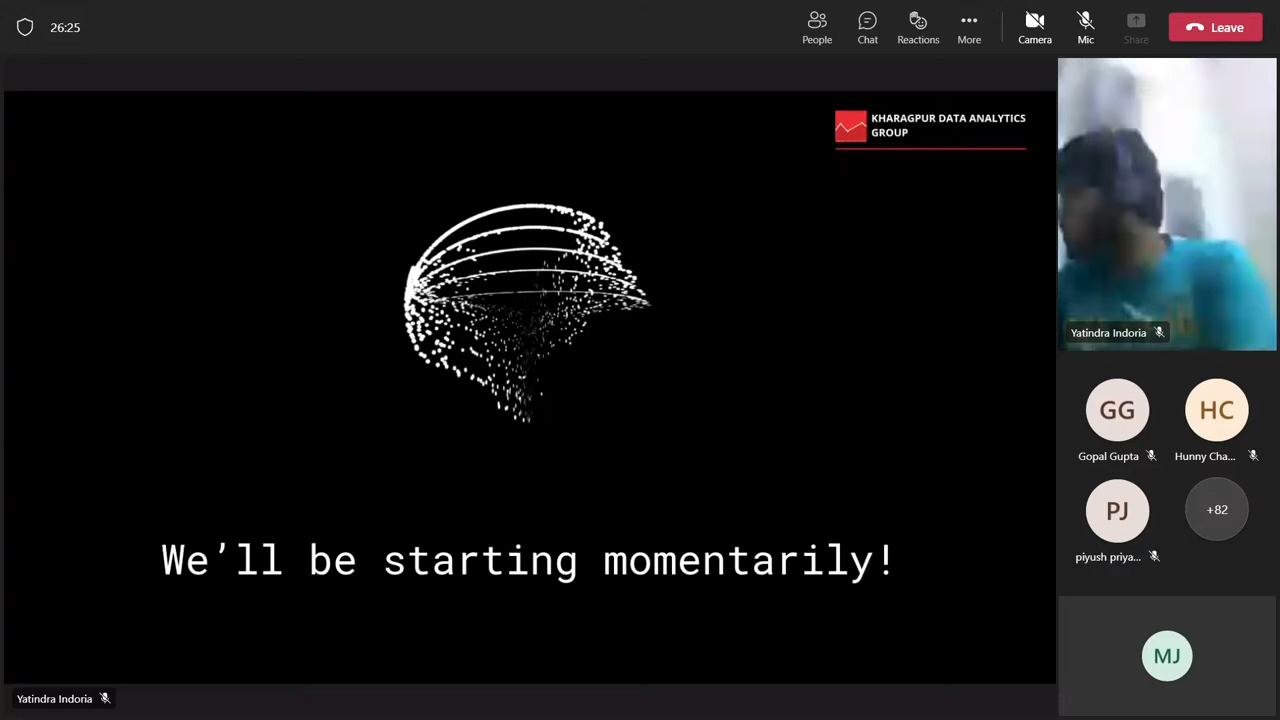 26:25
People
Chat
Reactions
More
Camera
Mic
Share
Leave
KHARAGPUR DATA ANALYTICS
GROUP
We’ll be starting momentarily!
Yatindra Indoria
Yatindra Indoria
GG
HC
Gopal Gupta
Hunny Cha...
PJ
+82
piyush priya...
MJ